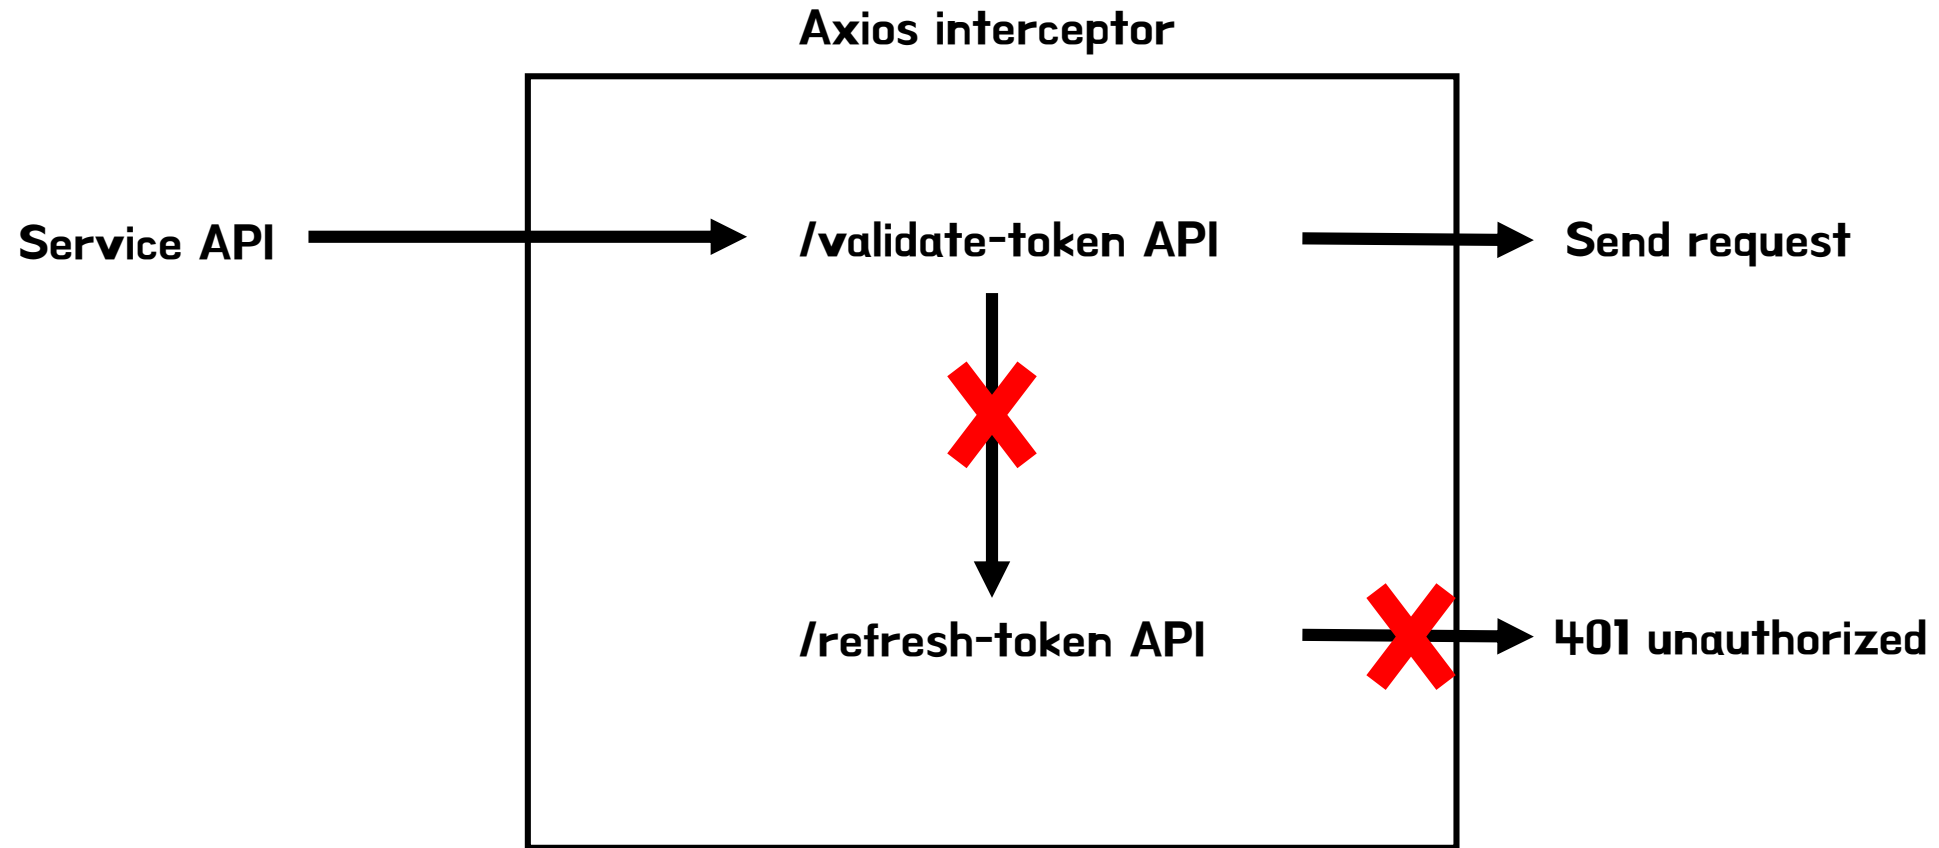 Axios interceptor
Service API
/validate-token API
Send request
/refresh-token API
401 unauthorized